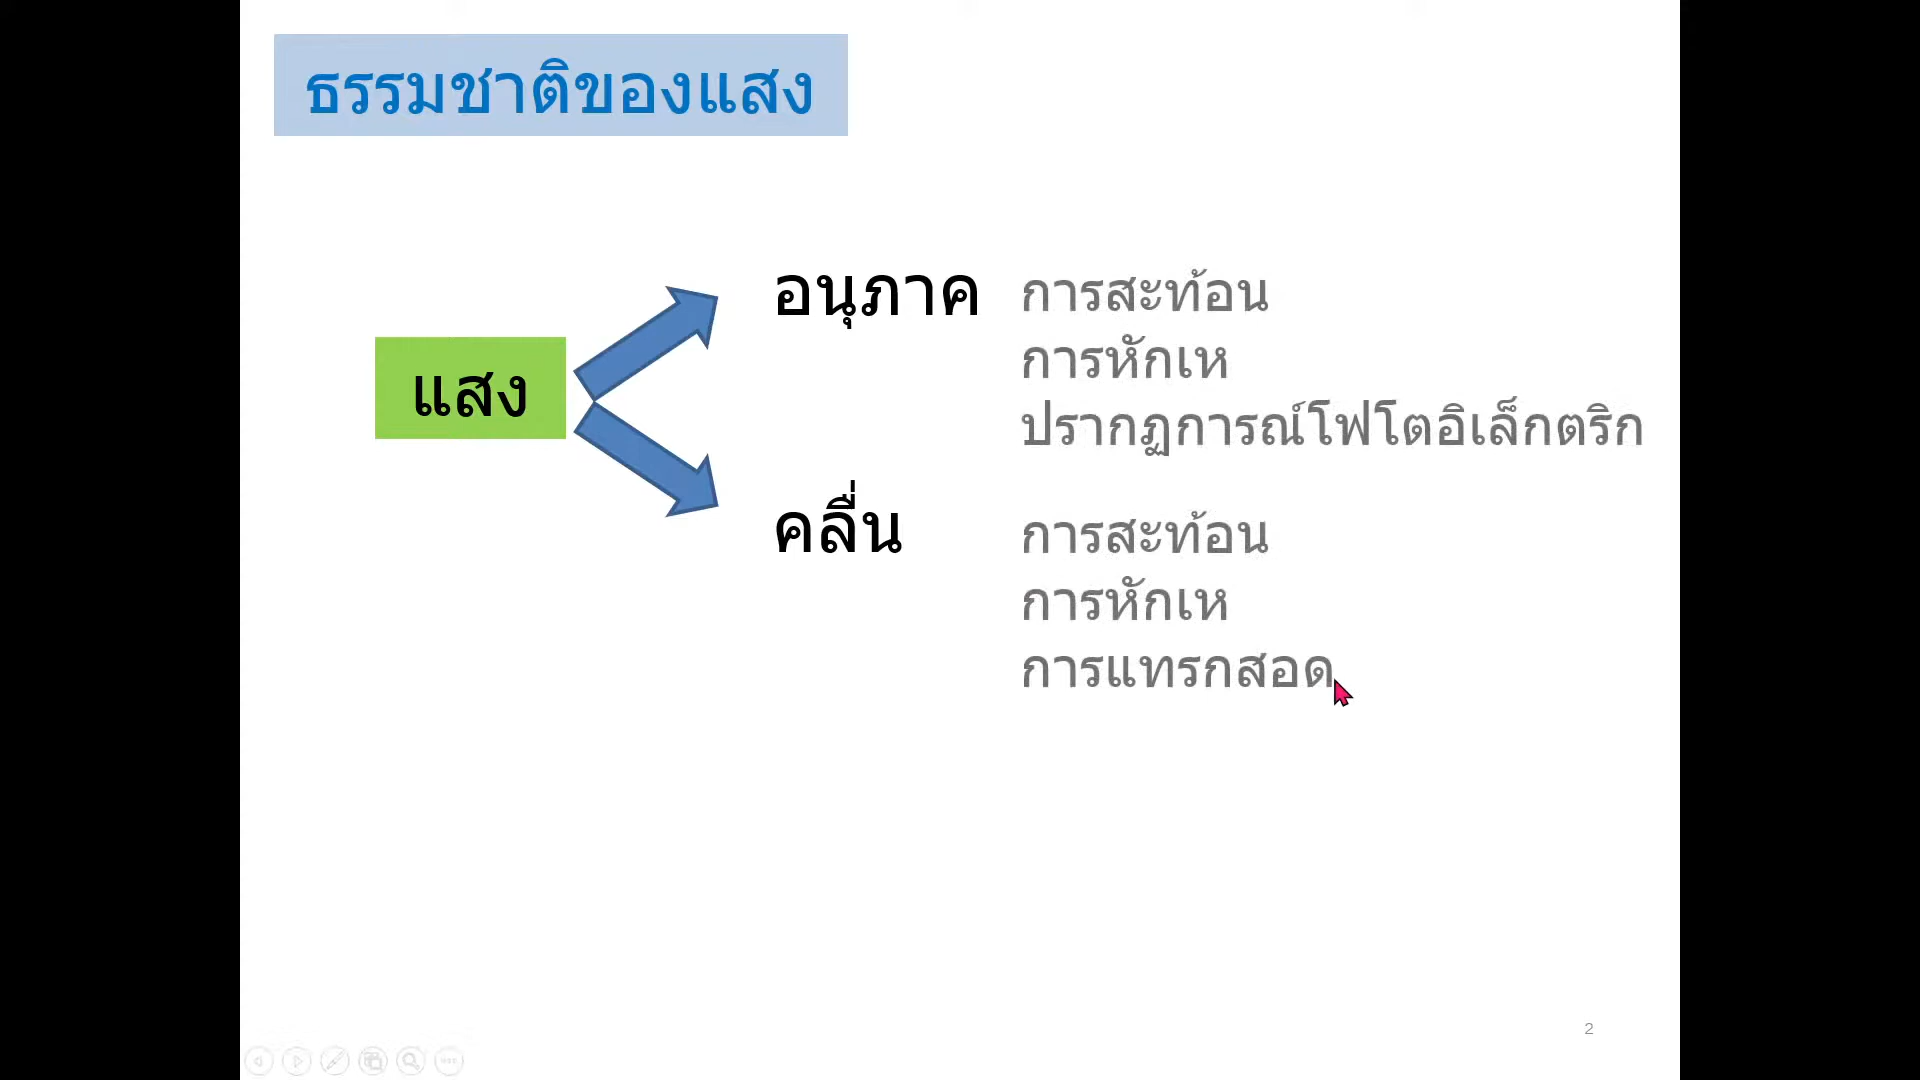 ธรรมชาติของแสง
แสง
อนุภาค
การสะท้อน
การหักเห
ปรากฏการณ์โฟโตอิเล็กตริก
คลื่น
การสะท้อน
การหักเห
การแทรกสอด
2